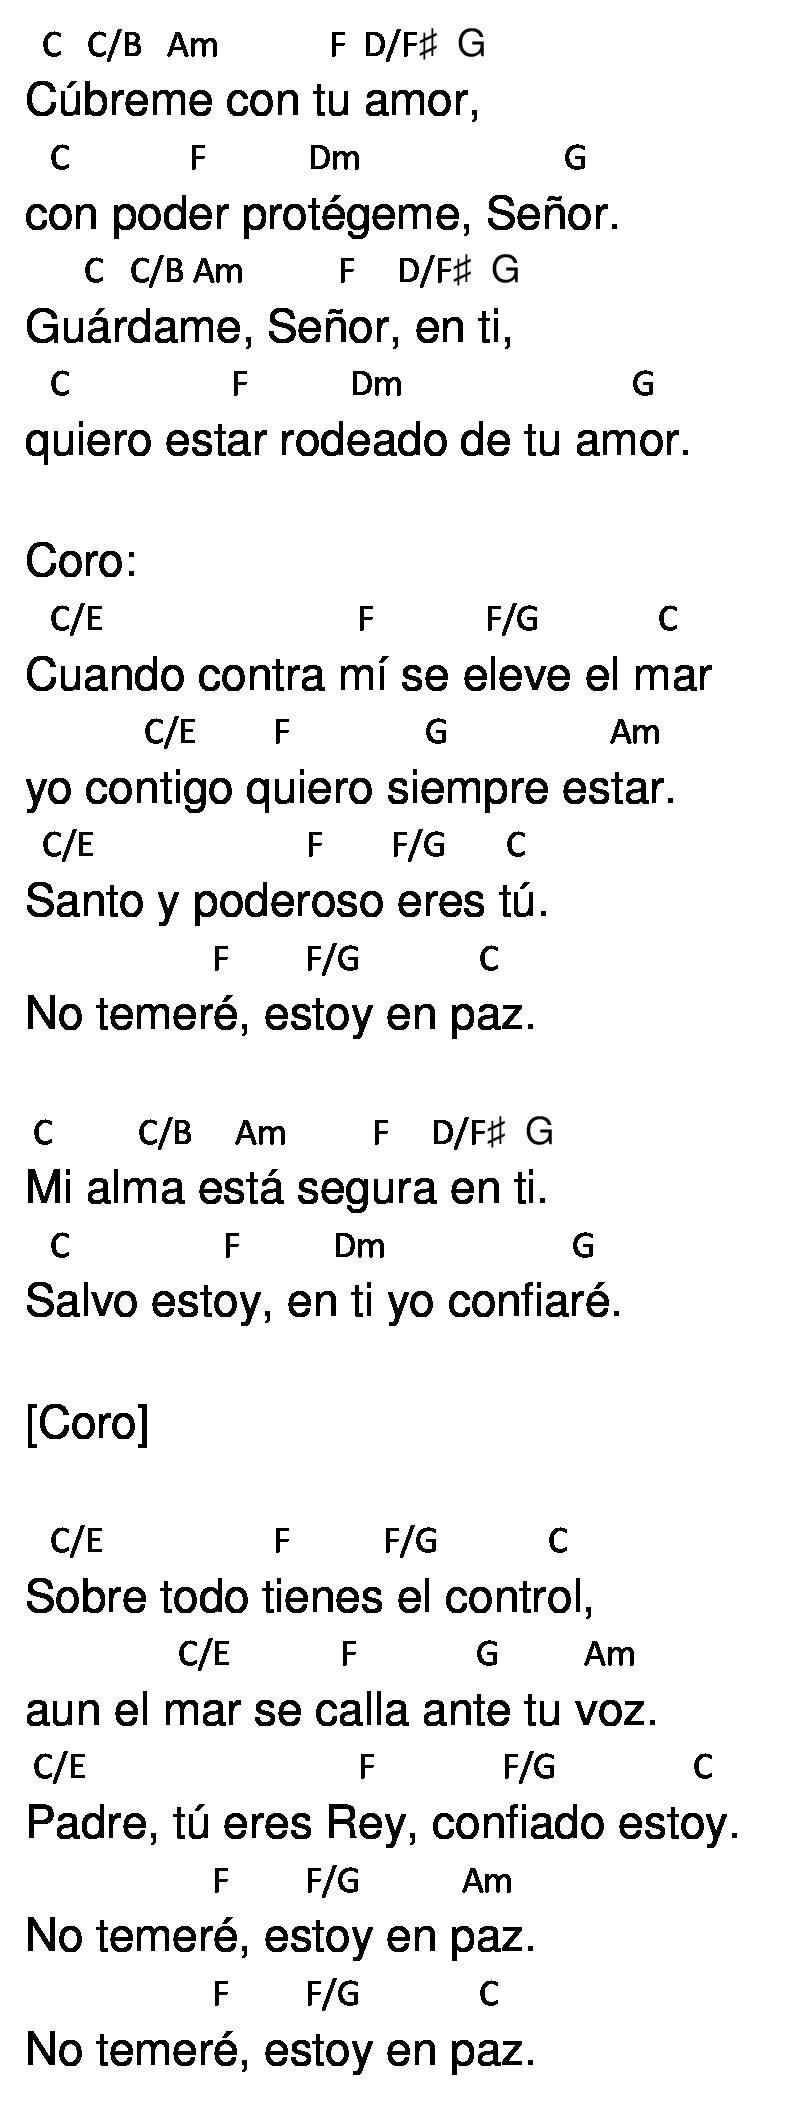 C C/B Am F D/F♯ G
Cúbreme con tu amor,
C F Dm G
con poder protégeme, Señor.
C C/B Am F D/F♯ G
Guárdame, Señor, en ti,
C F Dm G
quiero estar rodeado de tu amor.
Coro:
C/E F F/G C
Cuando contra mí se eleve el mar
C/E F G Am
yo contigo quiero siempre estar.
C/E F F/G C
Santo y poderoso eres tú.
F F/G C
No temeré, estoy en paz.
C C/B Am F D/F♯ G
Mi alma está segura en ti.
C F Dm G
Salvo estoy, en ti yo confiaré.
[Coro]
C/E F F/G C
Sobre todo tienes el control,
C/E F G Am
aun el mar se calla ante tu voz.
C/E F F/G C
Padre, tú eres Rey, confiado estoy.
F F/G Am
No temeré, estoy en paz.
F F/G C
No temeré, estoy en paz.